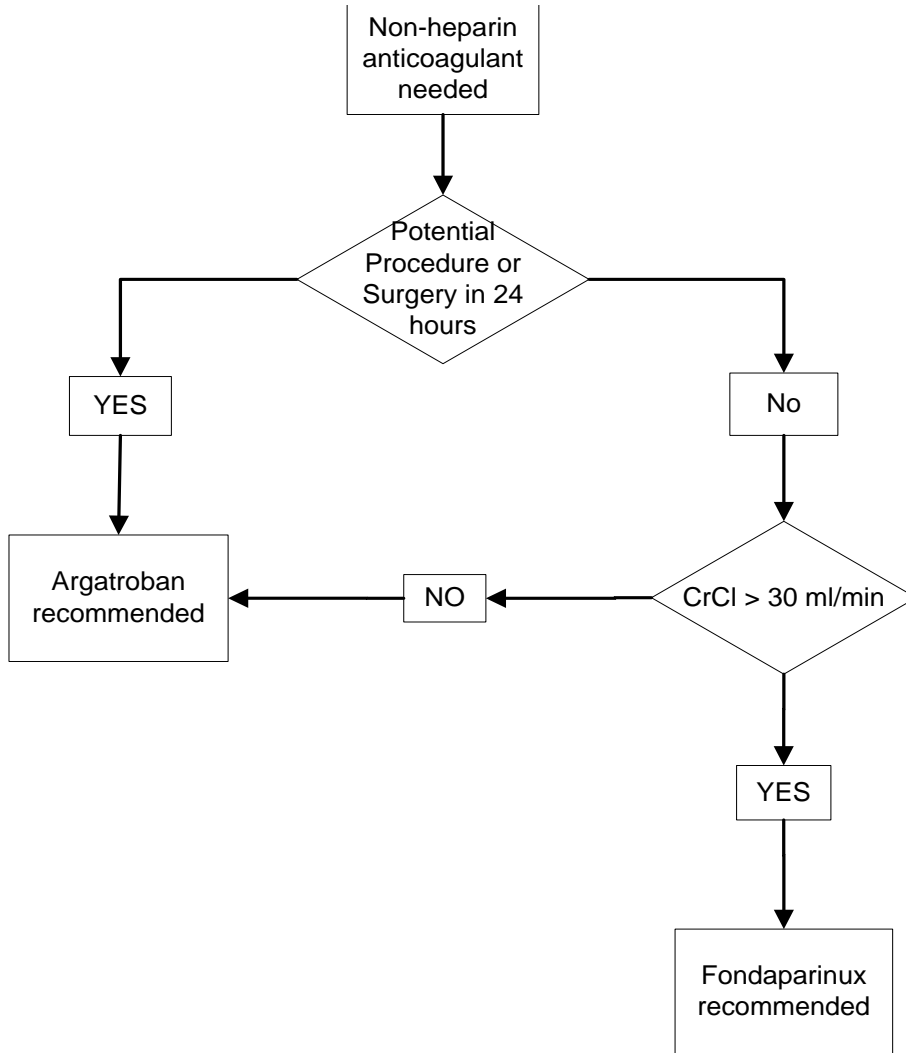 Non-heparin
anticoagulant
needed
Potential
Procedure or
Surgery in 24
hours
YES
No
Argatroban
recommended
NO
CrCl > 30 ml/min
YES
Fondaparinux
recommended